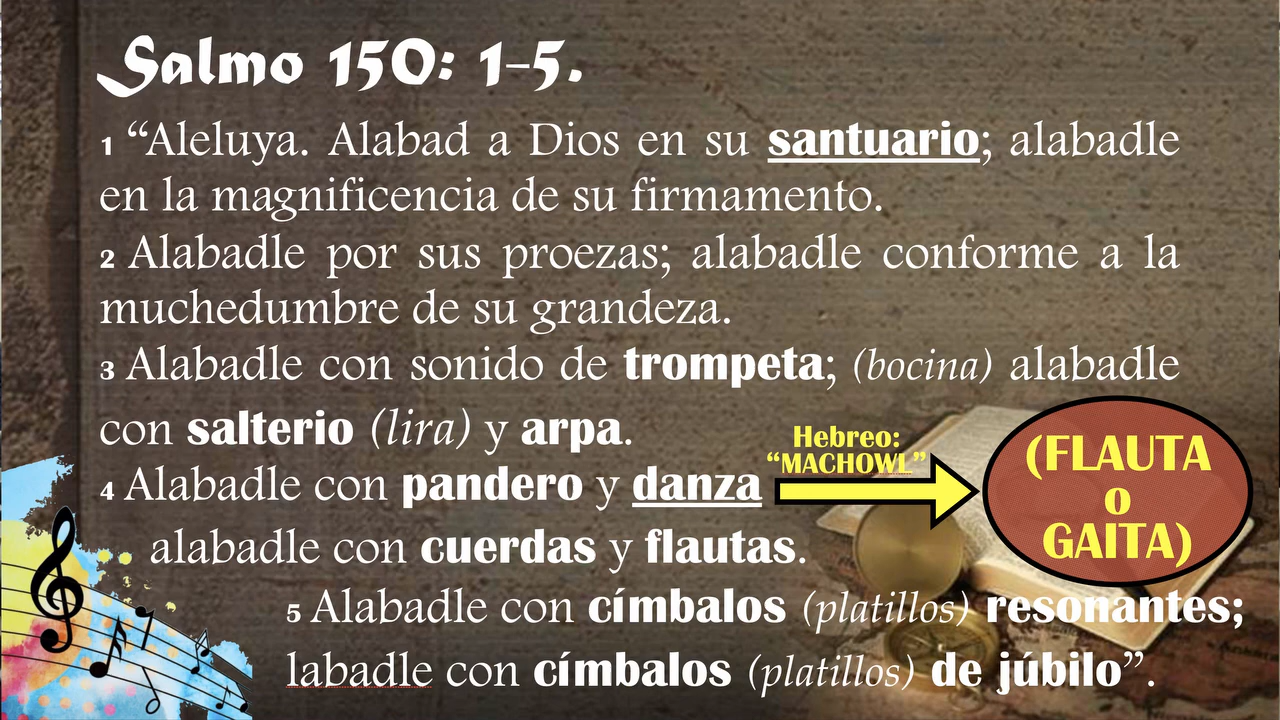 Salmo 150: 1-5.
1 “Aleluya. Alabad a Dios en su santuario; alabadle
en la magnificencia de su firmamento.
2 Alabadle por sus proezas; alabadle conforme a la
muchedumbre de su grandeza.
3 Alabadle con sonido de trompeta; (bocina) alabadle
con salterio (lira) y arpa.
4 Alabadle con pandero y danza
Hebreo:
“MACHOWL”
(FLAUTA
o
GAITA)
alabadle con cuerdas y flautas.
5 Alabadle con címbalos (platillos) resonantes;
labadle con címbalos (platillos) de júbilo”.